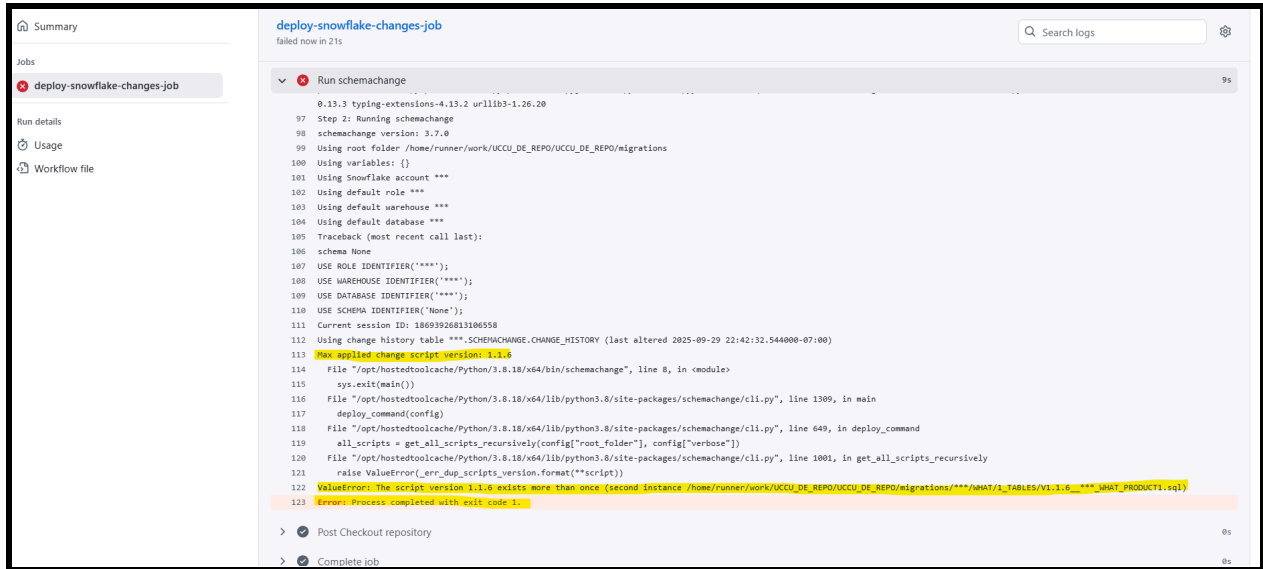 Summary
Jobs
deploy-snowflake-changes-job
Run details
Usage
Workflow file
deploy-snowflake-changes-job
failed now in 21s
Search logs
Run schemachange
9s
0.13.3 typing-extensions-4.13.2 urllib3-1.26.20
97 Step 2: Running schemachange
98 schemachange version: 3.7.0
99 Using root folder /home/runner/work/UCCU_DE_REPO/UCCU_DE_REPO/migrations
100 Using variables: {}
101 Using Snowflake account ***
102 Using default role ***
103 Using default warehouse ***
104 Using default database ***
105 Traceback (most recent call last):
106 schema None
107 USE ROLE IDENTIFIER('***');
108 USE WAREHOUSE IDENTIFIER('***');
109 USE DATABASE IDENTIFIER('***');
110 USE SCHEMA IDENTIFIER('None');
111 Current session ID: 18693926813106558
112 Using change history table ***.SCHEMACHANGE.CHANGE_HISTORY (last altered 2025-09-29 22:42:32.544000-07:00)
113 Max applied change script version: 1.1.6
114 File "/opt/hostedtoolcache/Python/3.8.18/x64/bin/schemachange", line 8, in <module>
115 sys.exit(main())
116 File "/opt/hostedtoolcache/Python/3.8.18/x64/lib/python3.8/site-packages/schemachange/cli.py", line 1309, in main
117 deploy_command(config)
118 File "/opt/hostedtoolcache/Python/3.8.18/x64/lib/python3.8/site-packages/schemachange/cli.py", line 649, in deploy_command
119 all_scripts = get_all_scripts_recursively(config["root_folder"], config["verbose"])
120 File "/opt/hostedtoolcache/Python/3.8.18/x64/lib/python3.8/site-packages/schemachange/cli.py", line 1001, in get_all_scripts_recursively
121 raise ValueError(_err_dup_scripts_version.format(**script))
122 ValueError: The script version 1.1.6 exists more than once (second instance /home/runner/work/UCCU_DE_REPO/UCCU_DE_REPO/migrations/***/WHAT/1_TABLES/V1.1.6__***_WHAT_PRODUCT1.sql)
123 Error: Process completed with exit code 1.
Post Checkout repository
0s
Complete job
0s